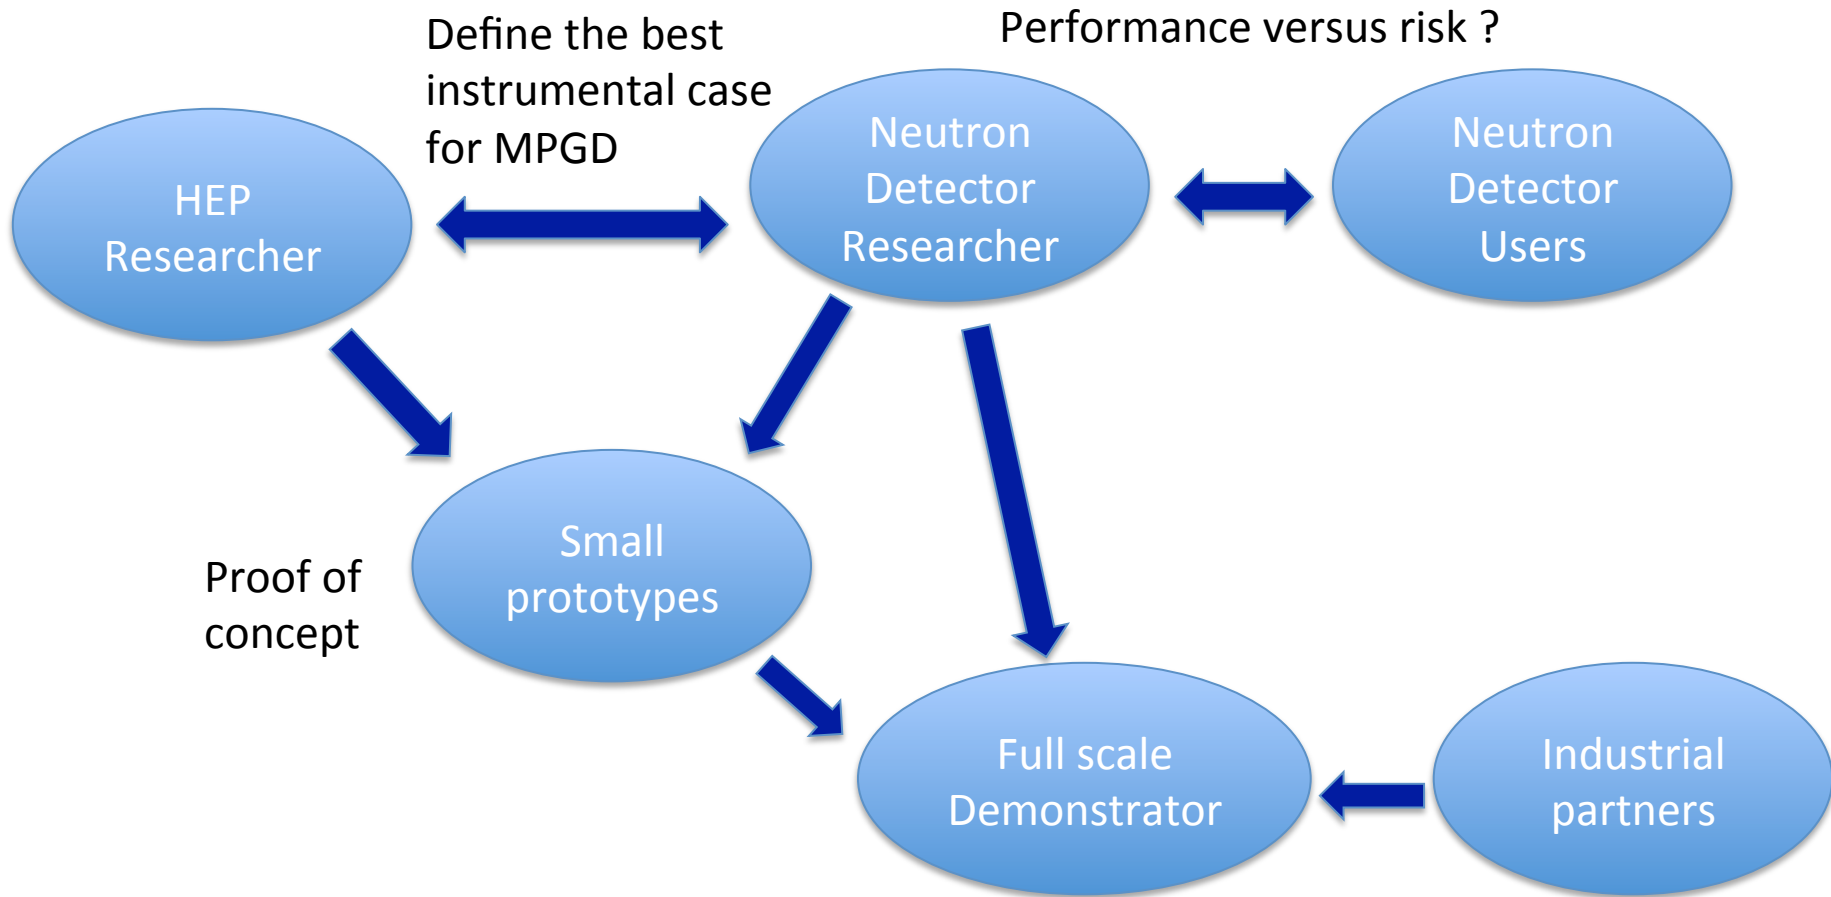 Define the best
instrumental case
for MPGD
Performance versus risk ?
HEP
Researcher
Neutron
Detector
Researcher
Neutron
Detector
Users
Small
prototypes
Proof of
concept
Full scale
Demonstrator
Industrial
partners